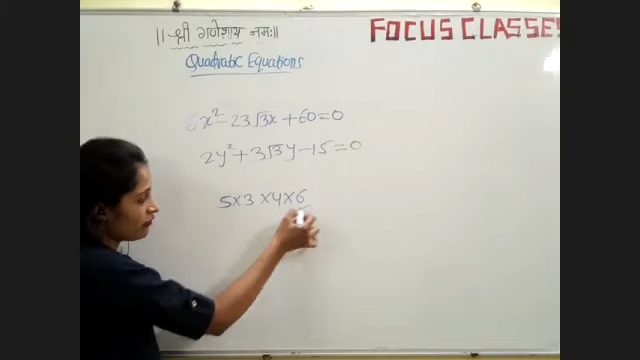 ||श्री गणेशाय नमः||
FOCUS CLASSES
Quadratic Equations
6x² - 23√3x + 60 = 0
2y² + 3√3y - 15 = 0
5×3×4×6